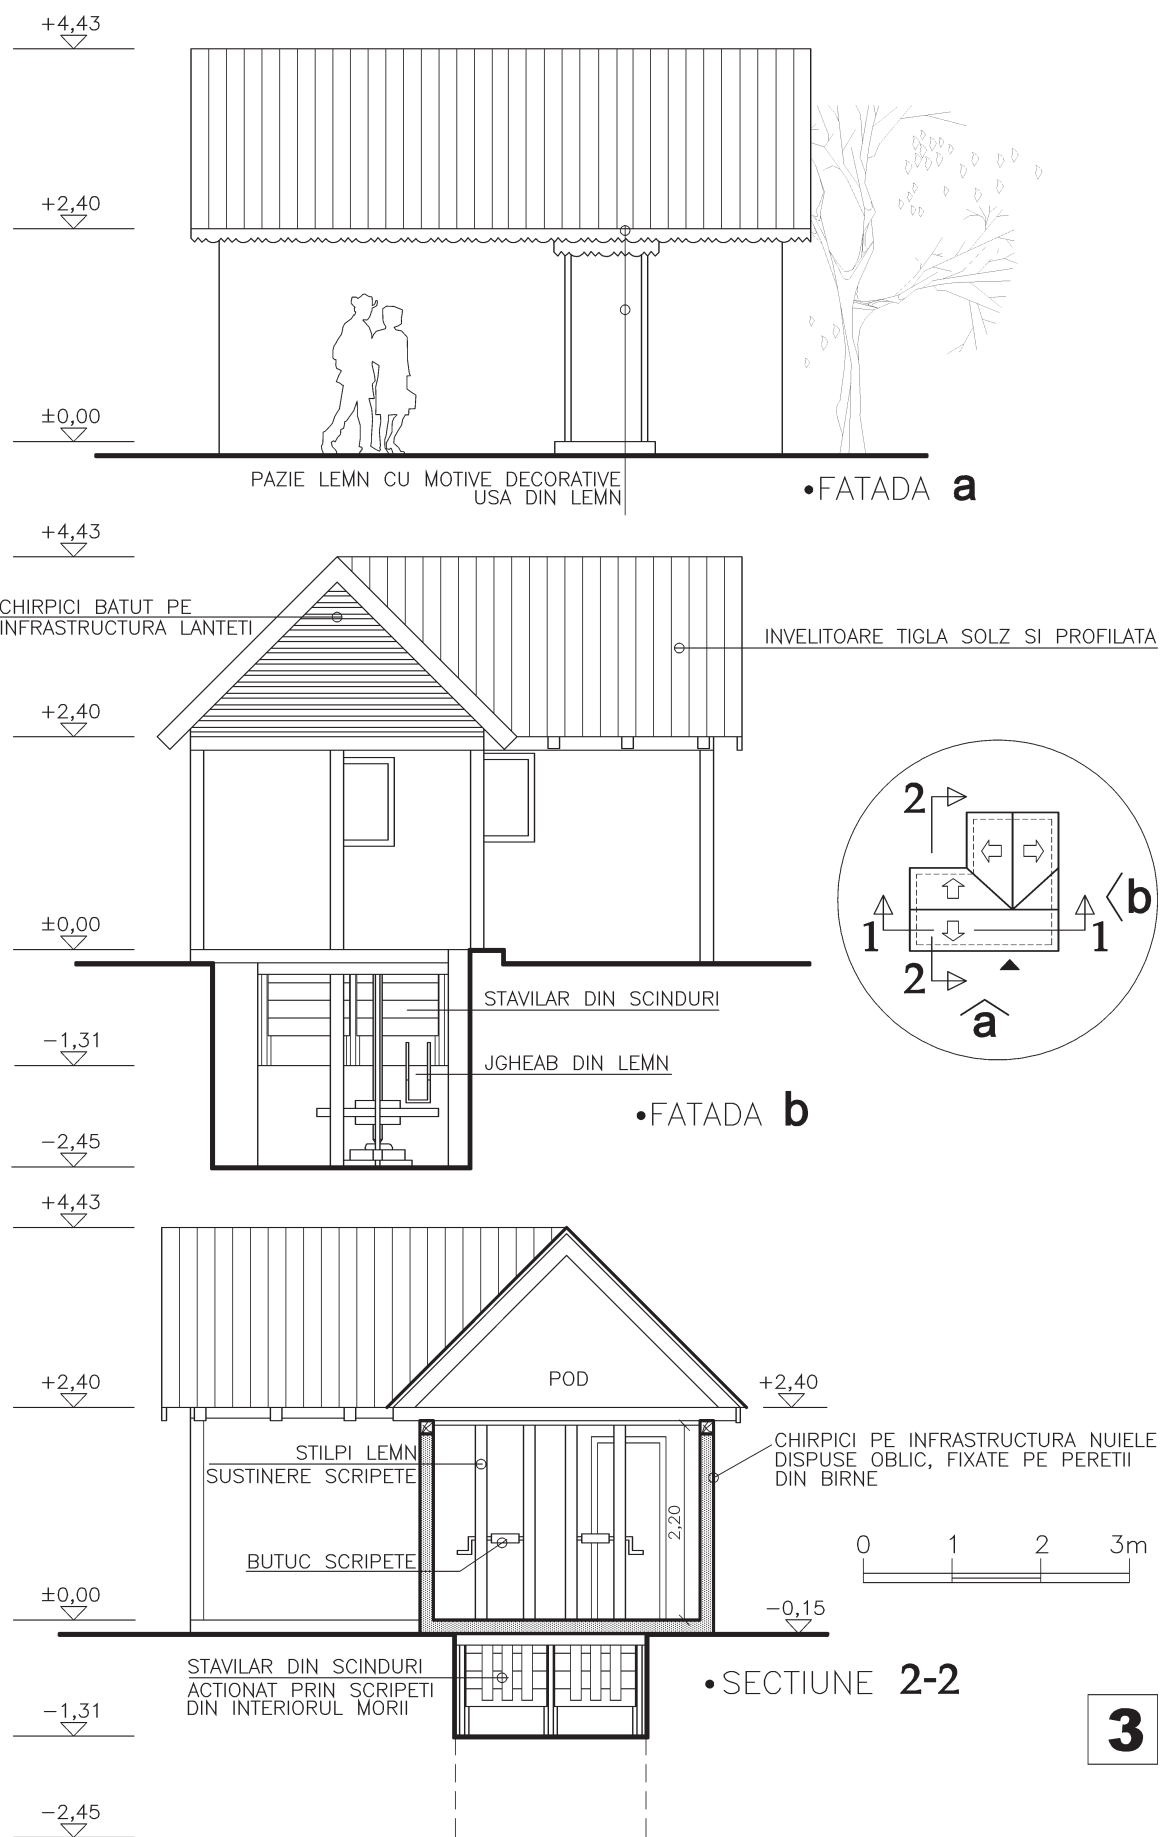 +4,43
+2,40
±0,00
PAZIE LEMN CU MOTIVE DECORATIVE
USA DIN LEMN
•FATADA a
+4,43
CHIRPICI BATUT PE
INFRASTRUCTURA LANTETI
INVELITOARE TIGLA SOLZ SI PROFILATA
+2,40
2
b
1 1
2
a
±0,00
STAVILAR DIN SCINDURI
−1,31
JGHEAB DIN LEMN
•FATADA b
−2,45
+4,43
POD
+2,40
+2,40
STILPI LEMN
SUSTINERE SCRIPETE
CHIRPICI PE INFRASTRUCTURA NUIELE
DISPUSE OBLIC, FIXATE PE PERETII
DIN BIRNE
2,20
BUTUC SCRIPETE
0 1 2 3m
±0,00
−0,15
STAVILAR DIN SCINDURI
ACTIONAT PRIN SCRIPETI
DIN INTERIORUL MORII
•SECTIUNE 2-2
−1,31
3
−2,45